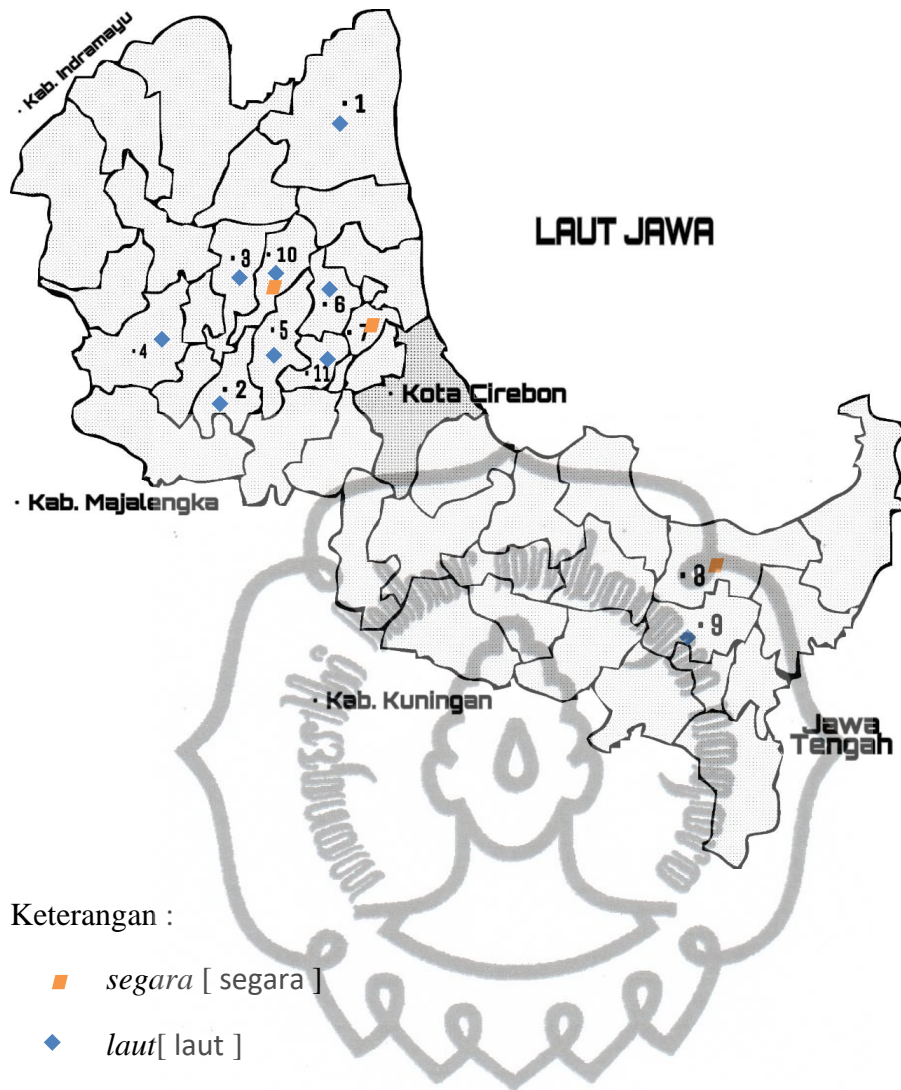 · Kab. Indramayu
· 1
LAUT JAWA
· 3
· 10
· 6
· 5
· 7
· 4
· 11
· 2
· Kota Cirebon
· Kab. Majalengka
· 8
· 9
· Kab. Kuningan
Jawa
Tengah
Keterangan :
segara [ segara ]
laut[ laut ]